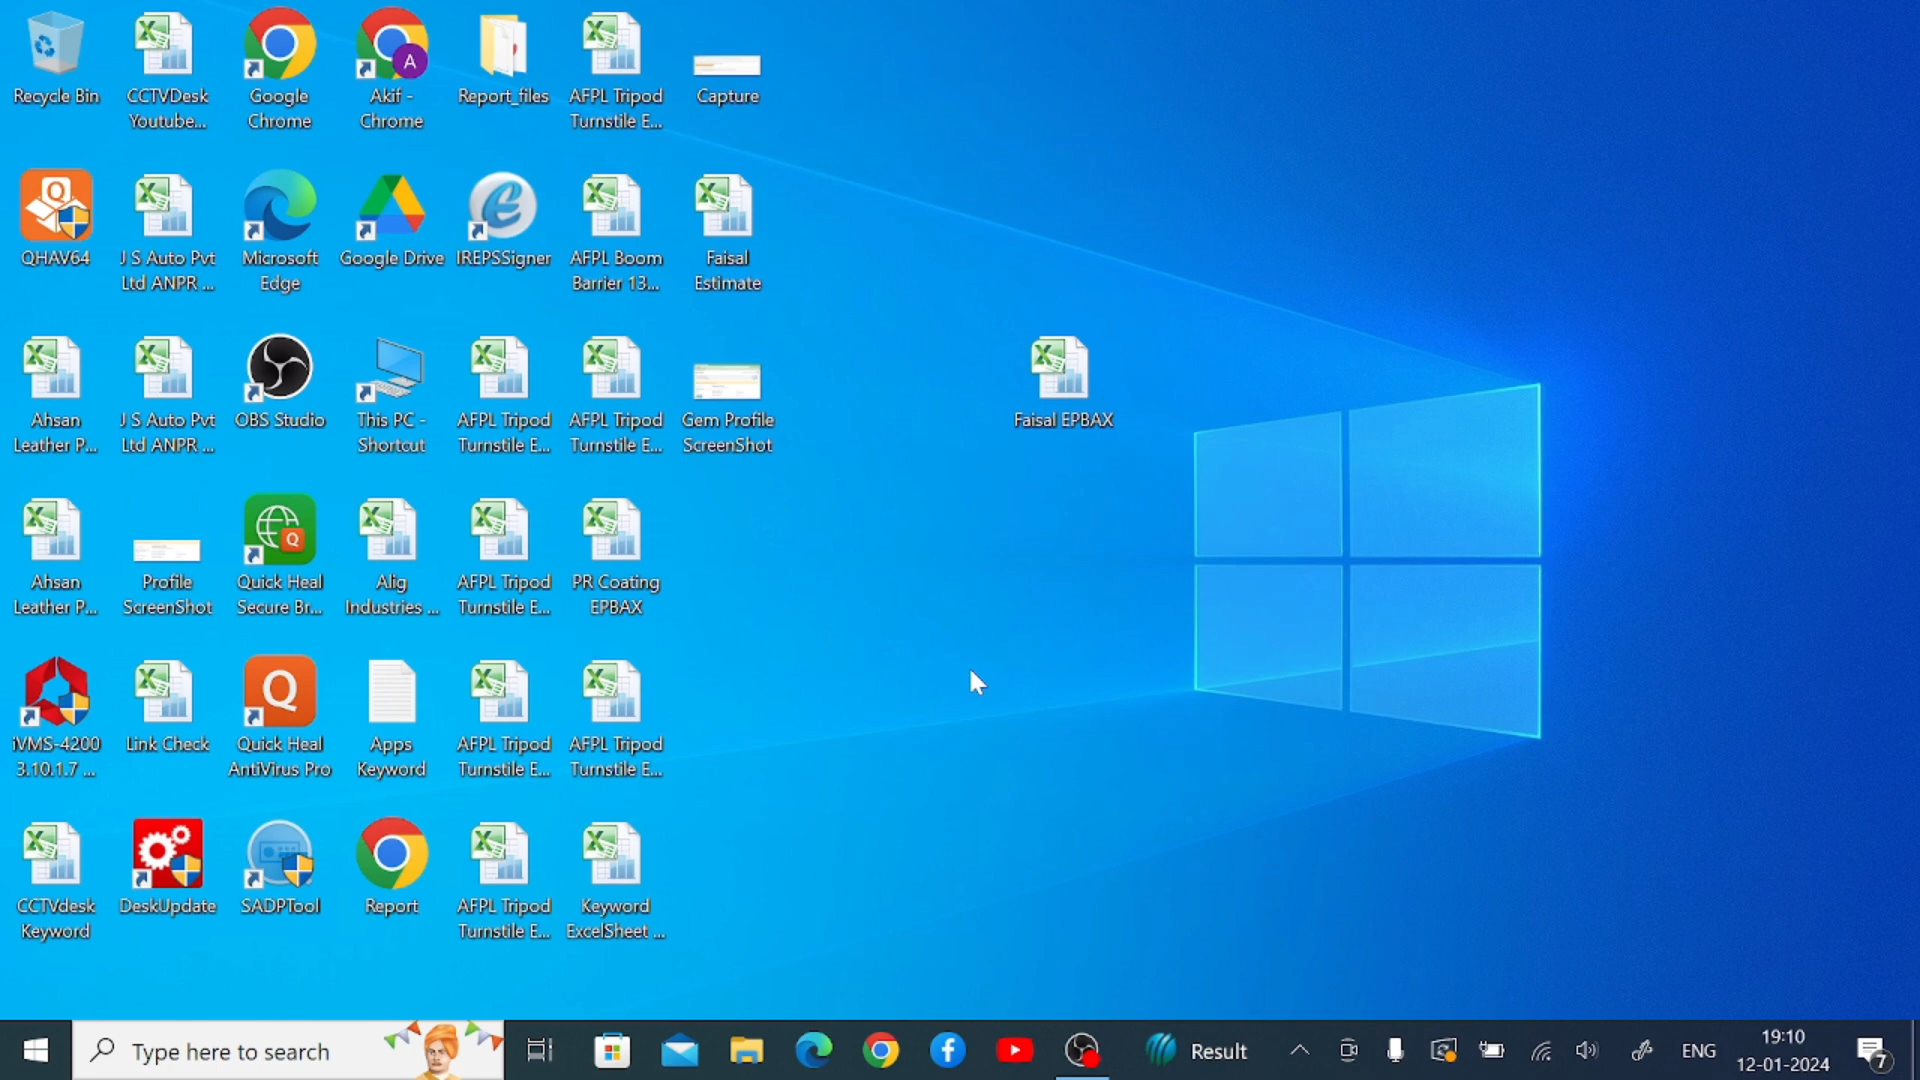 Recycle Bin
CCTVDesk
Youtube...
Google
Chrome
A
Akif -
Chrome
Report_files
AFPL Tripod
Turnstile E...
Capture
QHAV64
J S Auto Pvt
Ltd ANPR ...
Microsoft
Edge
Google Drive
IREPSSigner
AFPL Boom
Barrier 13...
Faisal
Estimate
Ahsan
Leather P...
J S Auto Pvt
Ltd ANPR ...
OBS Studio
This PC -
Shortcut
AFPL Tripod
Turnstile E...
AFPL Tripod
Turnstile E...
Gem Profile
ScreenShot
Faisal EPBAX
Ahsan
Leather P...
Profile
ScreenShot
Quick Heal
Secure Br...
Alig
Industries ...
AFPL Tripod
Turnstile E...
PR Coating
EPBAX
iVMS-4200
3.10.1.7 ...
Link Check
Quick Heal
AntiVirus Pro
Apps
Keyword
AFPL Tripod
Turnstile E...
AFPL Tripod
Turnstile E...
CCTVdesk
Keyword
DeskUpdate
SADPTool
Report
AFPL Tripod
Turnstile E...
Keyword
ExcelSheet ...
Type here to search
Result
ENG
19:10
12-01-2024
7